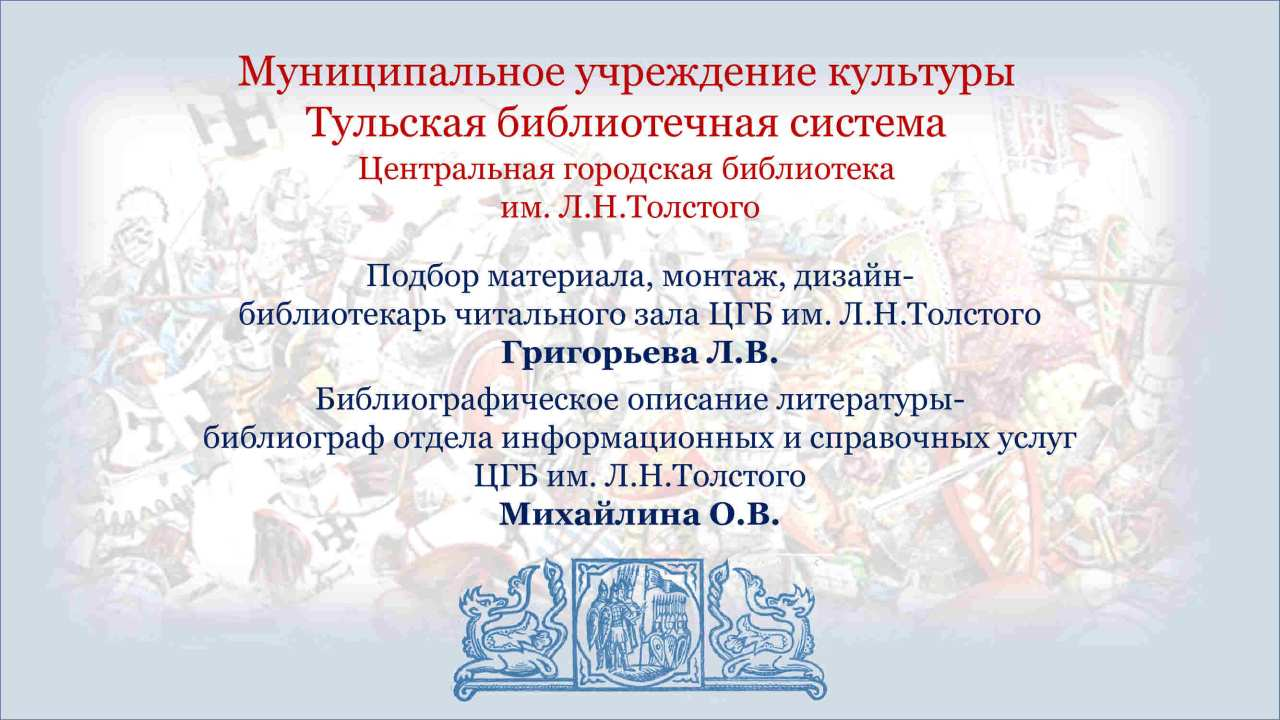 Муниципальное учреждение культуры
Тульская библиотечная система
Центральная городская библиотека
им. Л.Н.Толстого
Подбор материала, монтаж, дизайн-
библиотекарь читального зала ЦГБ им. Л.Н.Толстого
Григорьева Л.В.
Библиографическое описание литературы-
библиограф отдела информационных и справочных услуг
ЦГБ им. Л.Н.Толстого
Михайлина О.В.